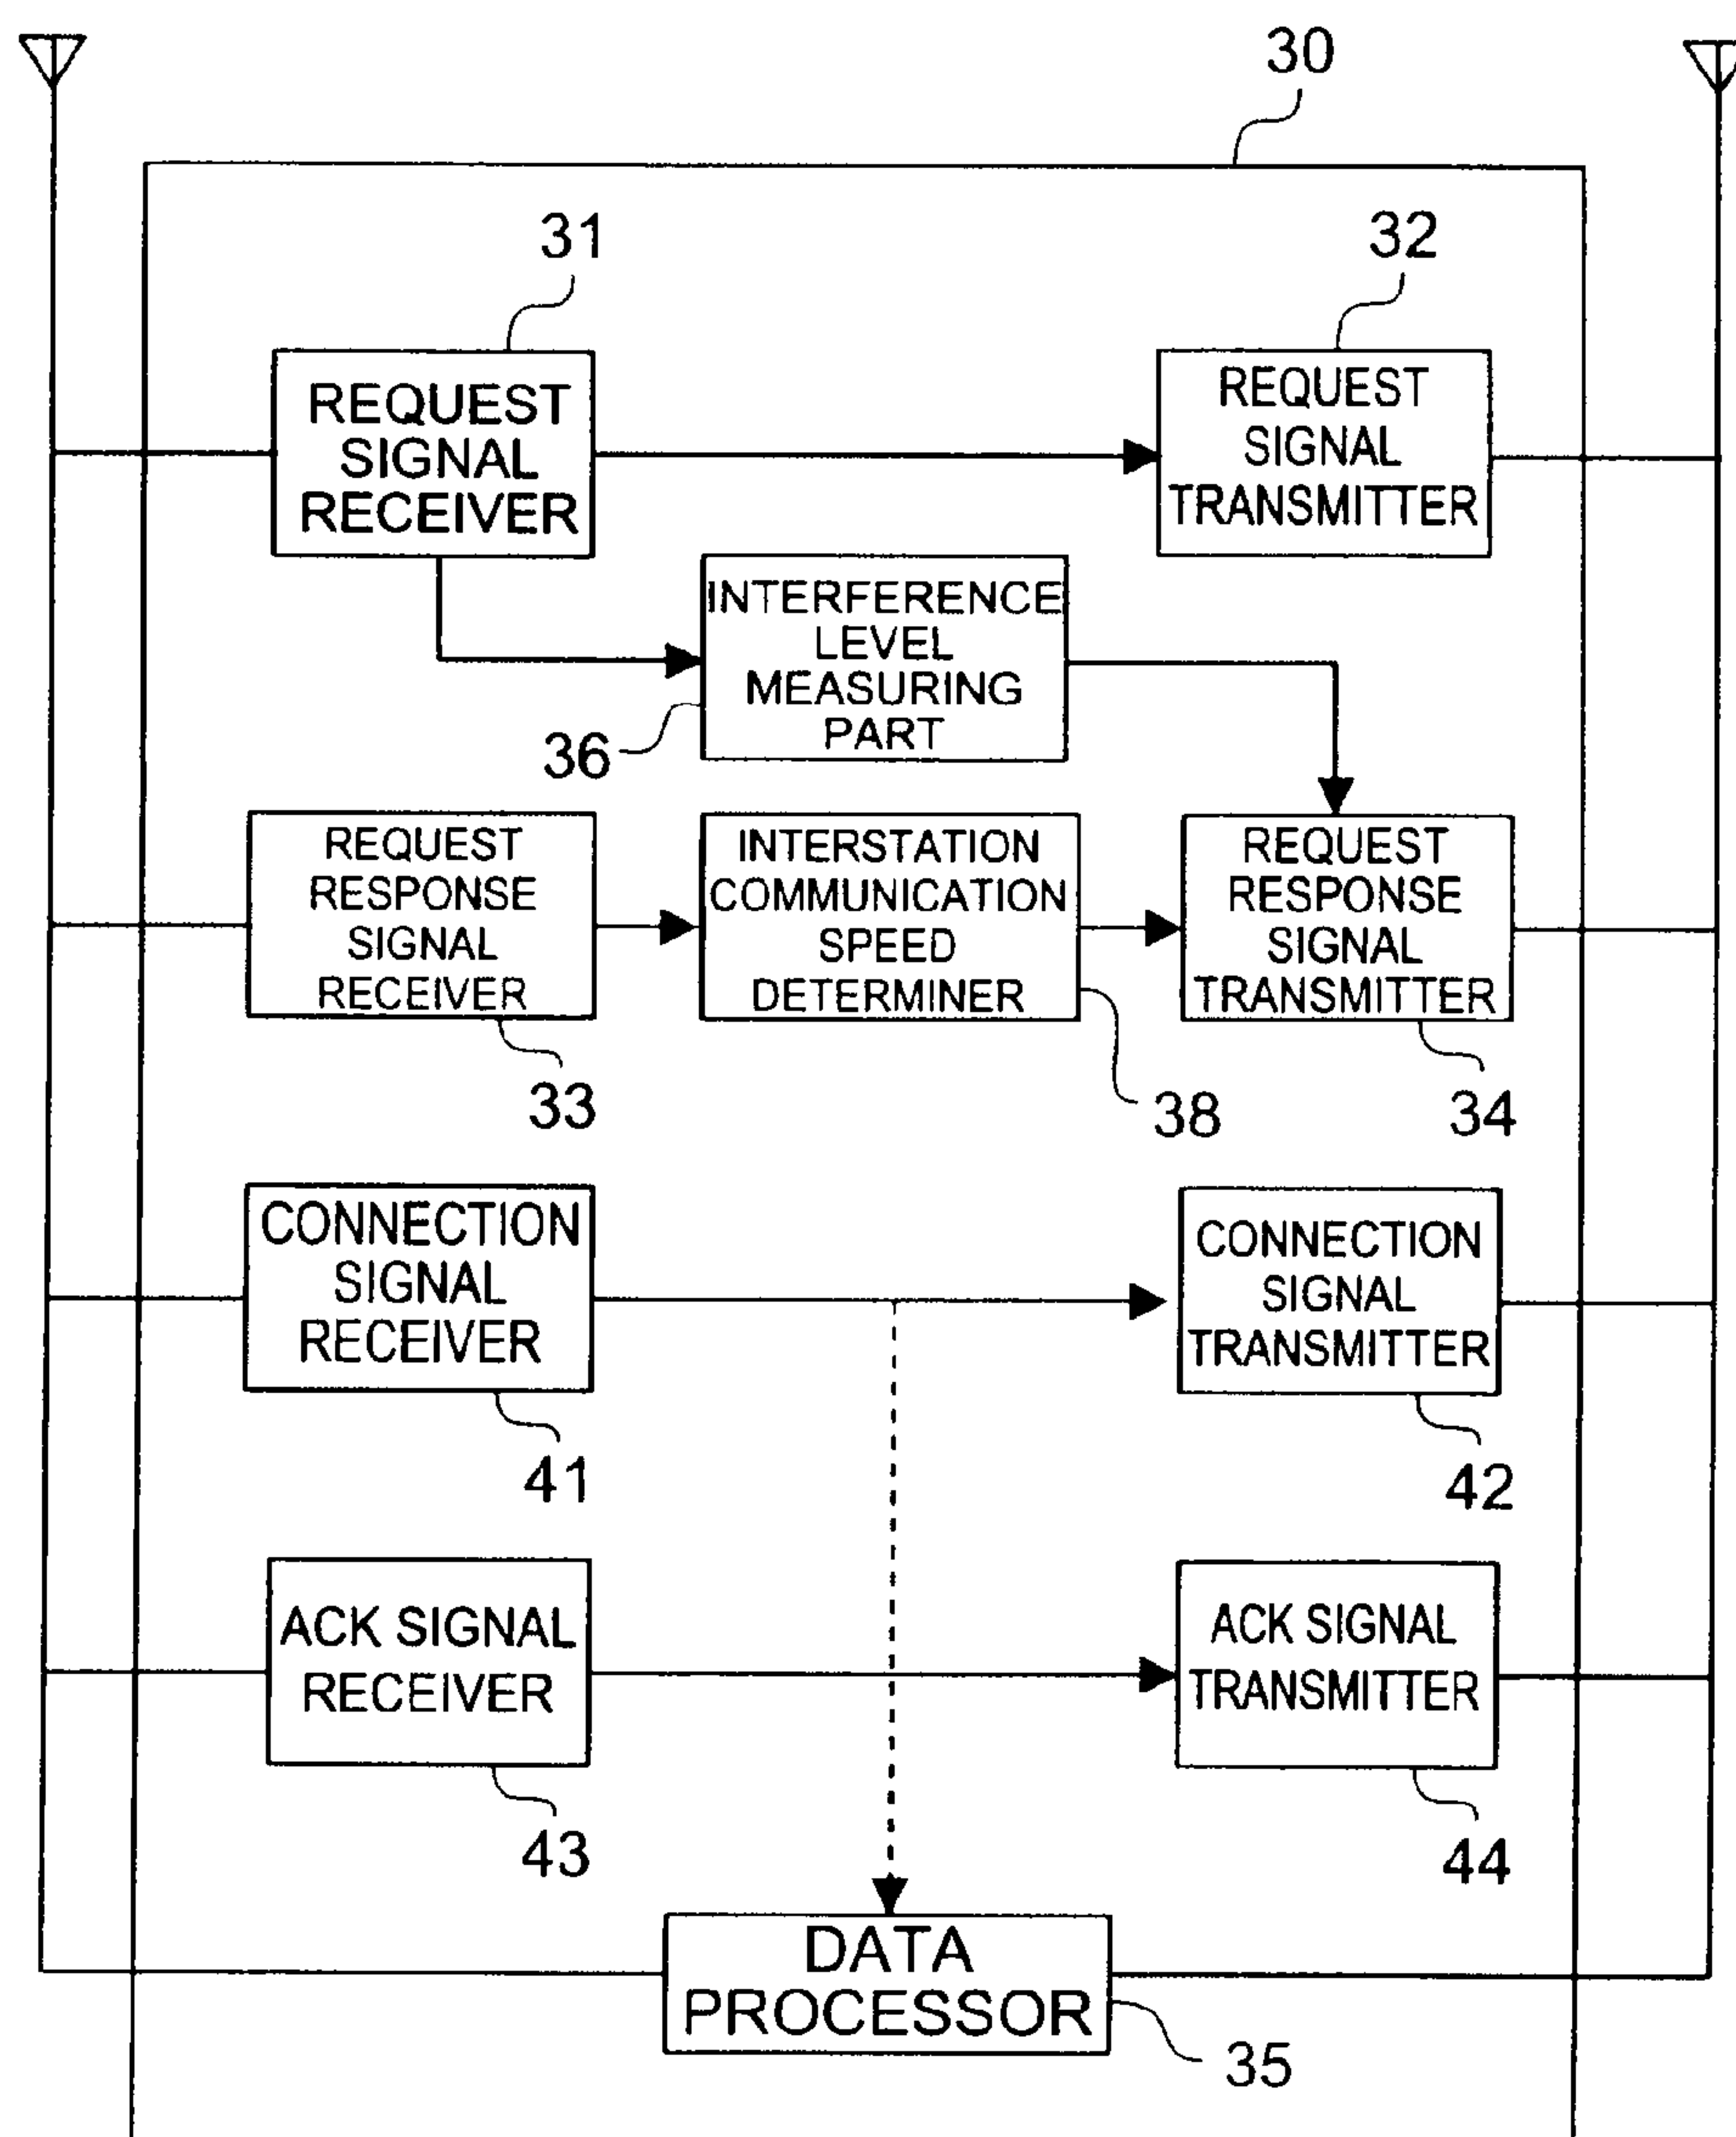 30
31
32
REQUEST
SIGNAL
RECEIVER
REQUEST
SIGNAL
TRANSMITTER
INTERFERENCE
LEVEL
MEASURING
PART
36
REQUEST
RESPONSE
SIGNAL
RECEIVER
INTERSTATION
COMMUNICATION
SPEED
DETERMINER
REQUEST
RESPONSE
SIGNAL
TRANSMITTER
33
38
34
CONNECTION
SIGNAL
RECEIVER
CONNECTION
SIGNAL
TRANSMITTER
41
42
ACK SIGNAL
RECEIVER
ACK SIGNAL
TRANSMITTER
43
44
DATA
PROCESSOR
35